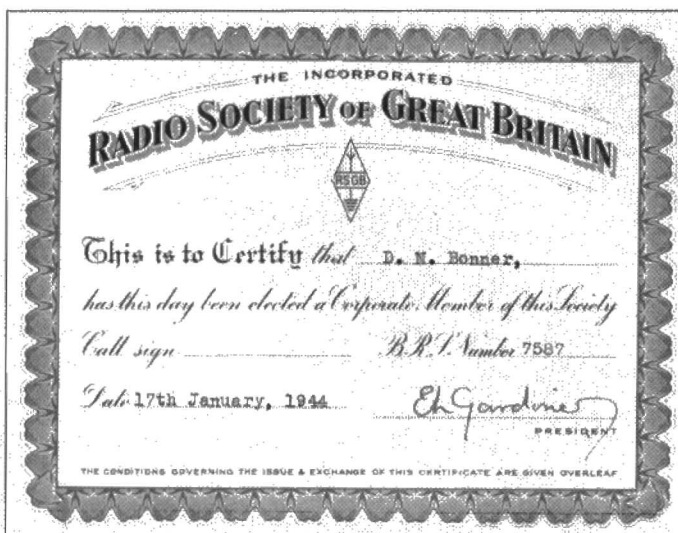 THE INCORPORATED
RADIO SOCIETY OF GREAT BRITAIN
RSGB
This is to Certify that D. N. Bonner,
has this day been elected a Corporate Member of this Society
Call sign B.R.S. Number 7587
Date 17th January, 1944 EhGardiner
PRESIDENT
THE CONDITIONS GOVERNING THE ISSUE & EXCHANGE OF THIS CERTIFICATE ARE GIVEN OVERLEAF